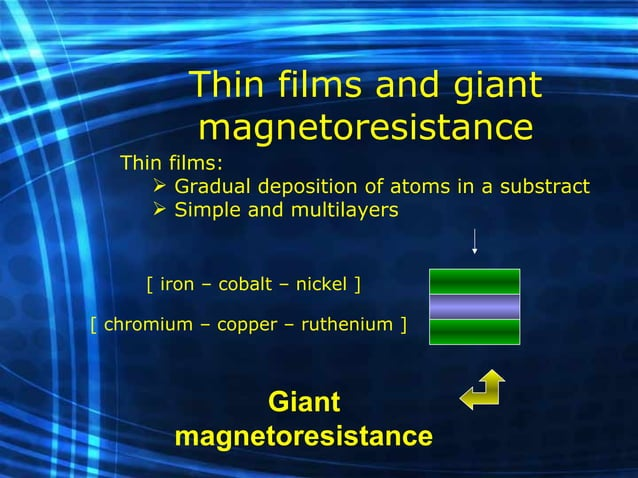 Thin films and giant
magnetoresistance
Thin films:
➢ Gradual deposition of atoms in a substract
➢ Simple and multilayers
[ iron – cobalt – nickel ]
[ chromium – copper – ruthenium ]
Giant
magnetoresistance